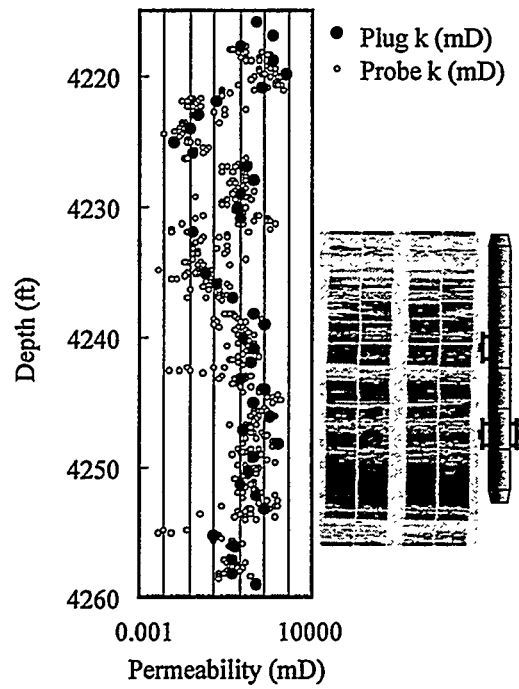 Plug k (mD)
Probe k (mD)
4220
4230
4240
4250
4260
Depth (ft)
0.001 10000
Permeability (mD)